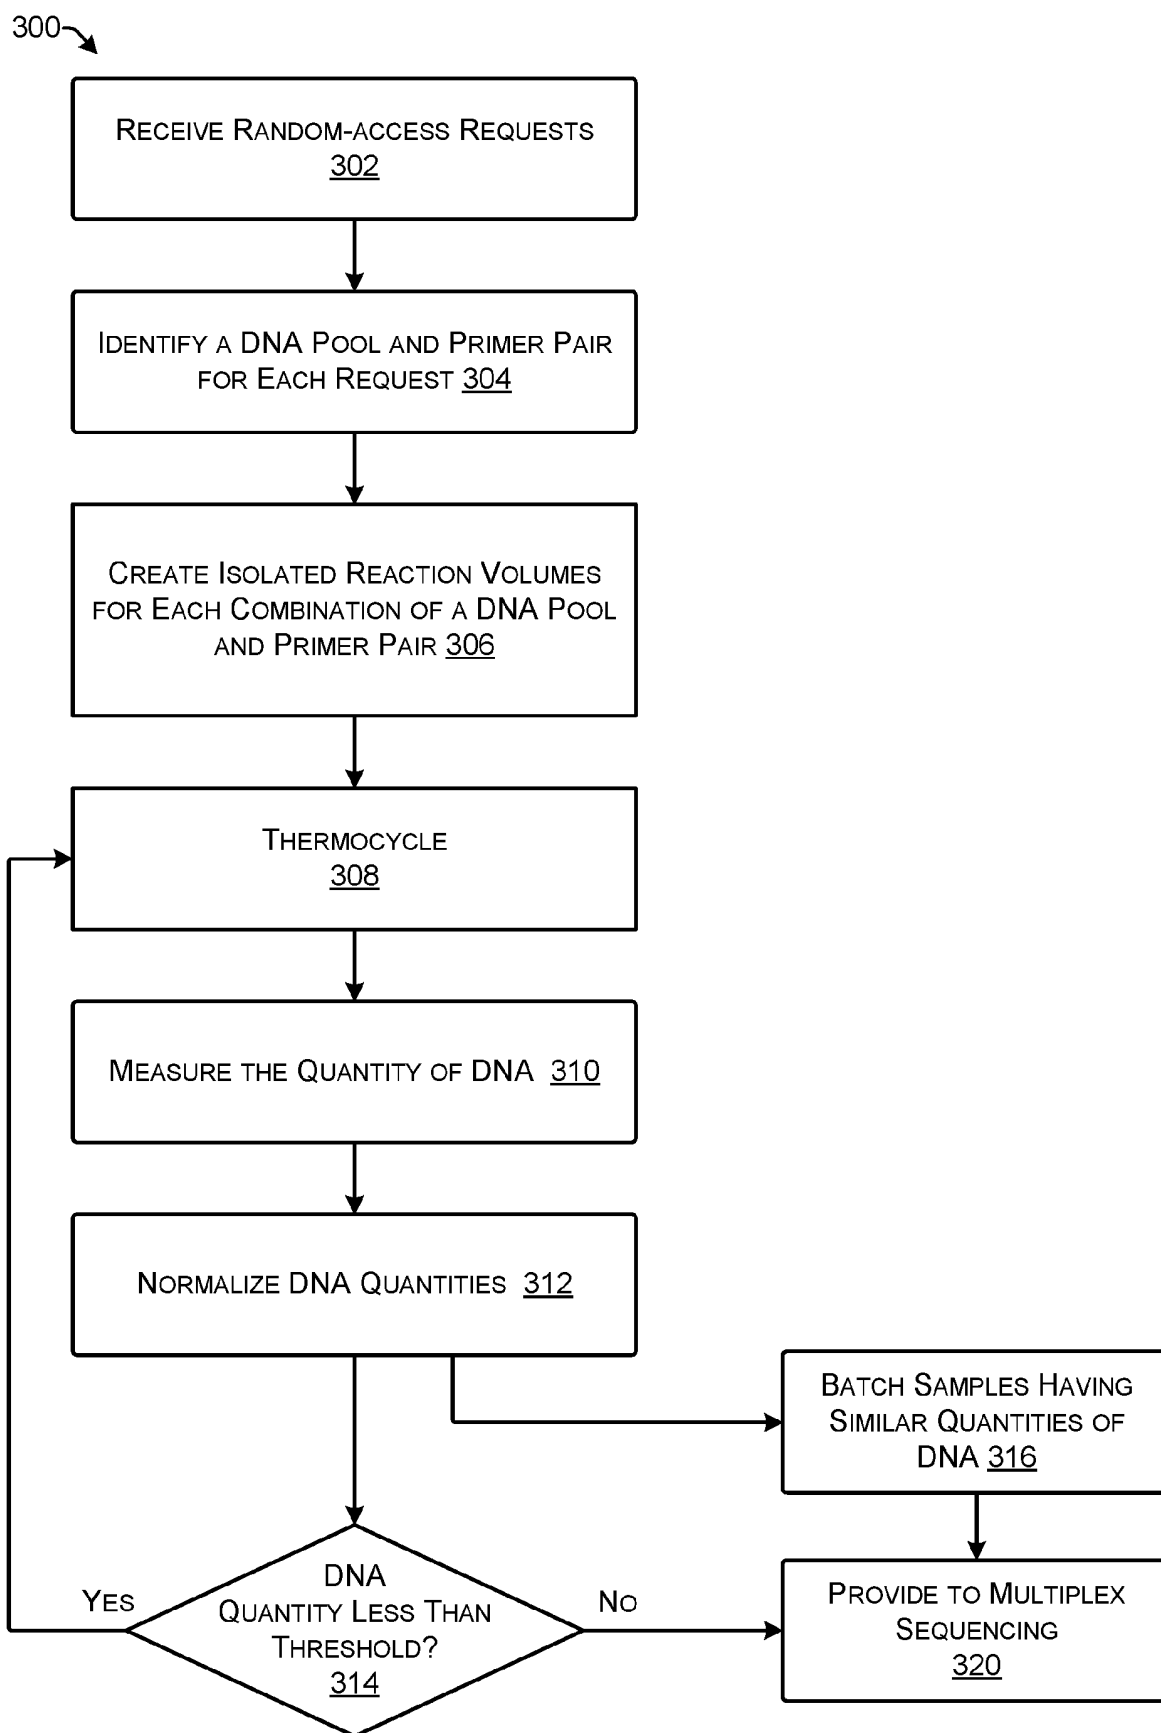 300
RECEIVE RANDOM-ACCESS REQUESTS
302
IDENTIFY A DNA POOL AND PRIMER PAIR
FOR EACH REQUEST 304
CREATE ISOLATED REACTION VOLUMES
FOR EACH COMBINATION OF A DNA POOL
AND PRIMER PAIR 306
THERMOCYCLE
308
MEASURE THE QUANTITY OF DNA 310
NORMALIZE DNA QUANTITIES 312
BATCH SAMPLES HAVING
SIMILAR QUANTITIES OF
DNA 316
YES
DNA
QUANTITY LESS THAN
THRESHOLD?
314
NO
PROVIDE TO MULTIPLEX
SEQUENCING
320